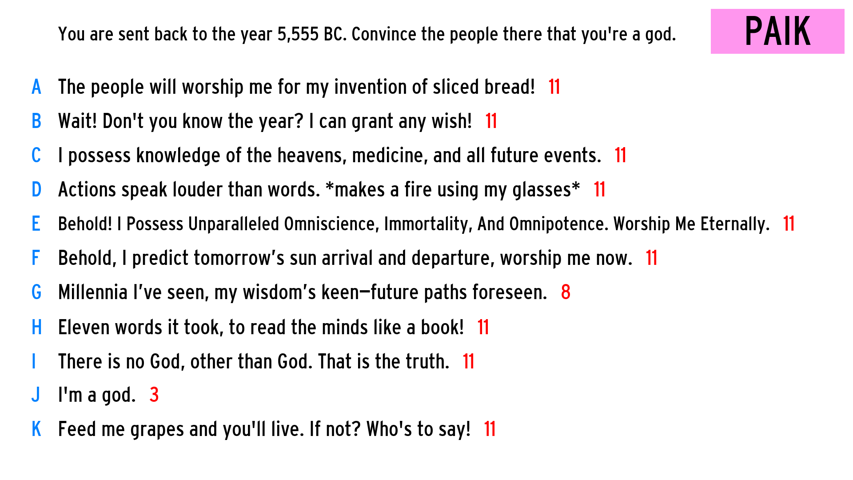 You are sent back to the year 5,555 BC. Convince the people there that you're a god.
PAIK
A The people will worship me for my invention of sliced bread! 11
B Wait! Don't you know the year? I can grant any wish! 11
C I possess knowledge of the heavens, medicine, and all future events. 11
D Actions speak louder than words. *makes a fire using my glasses* 11
E Behold! I Possess Unparalleled Omniscience, Immortality, And Omnipotence. Worship Me Eternally. 11
F Behold, I predict tomorrow’s sun arrival and departure, worship me now. 11
G Millennia I’ve seen, my wisdom’s keen—future paths foreseen. 8
H Eleven words it took, to read the minds like a book! 11
I There is no God, other than God. That is the truth. 11
J I'm a god. 3
K Feed me grapes and you'll live. If not? Who's to say! 11